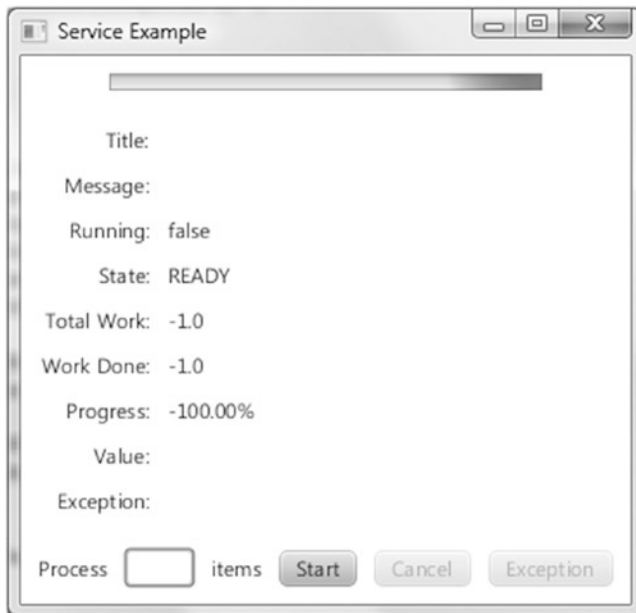 Service Example
Title:
Message:
Running: false
State: READY
Total Work: -1.0
Work Done: -1.0
Progress: -100.00%
Value:
Exception:
Process items Start Cancel Exception